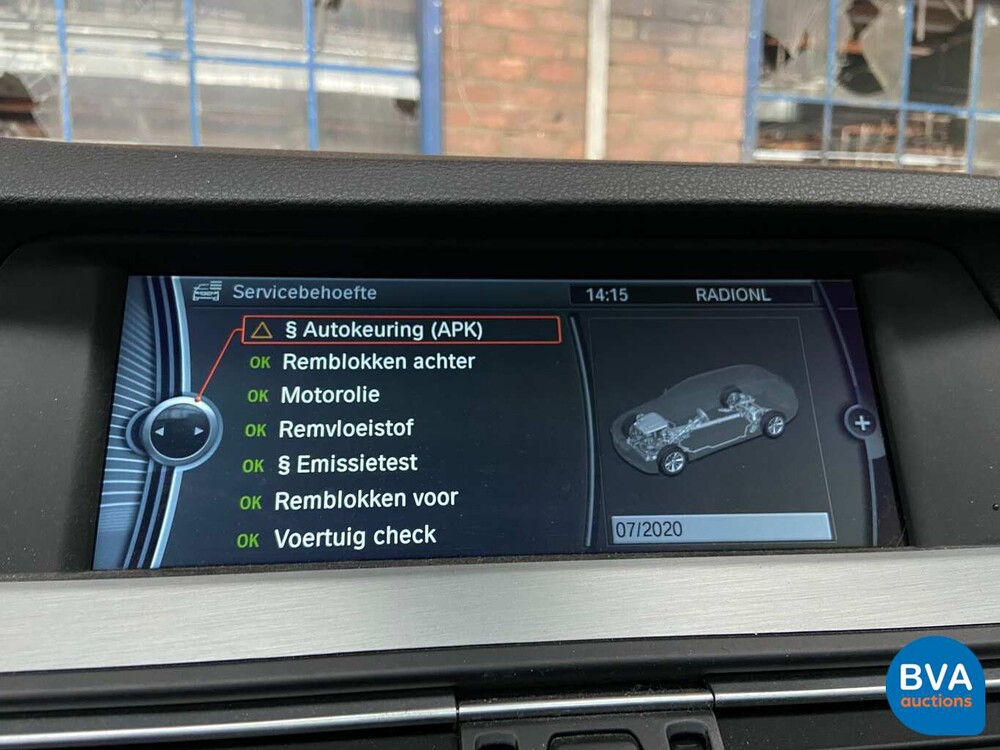 Servicebehoefte
14:15 RADIONL
§ Autokeuring (APK)
OK Remblokken achter
OK Motorolie
OK Remvloeistof
OK § Emissietest
OK Remblokken voor
OK Voertuig check
07/2020
BVA
auctions